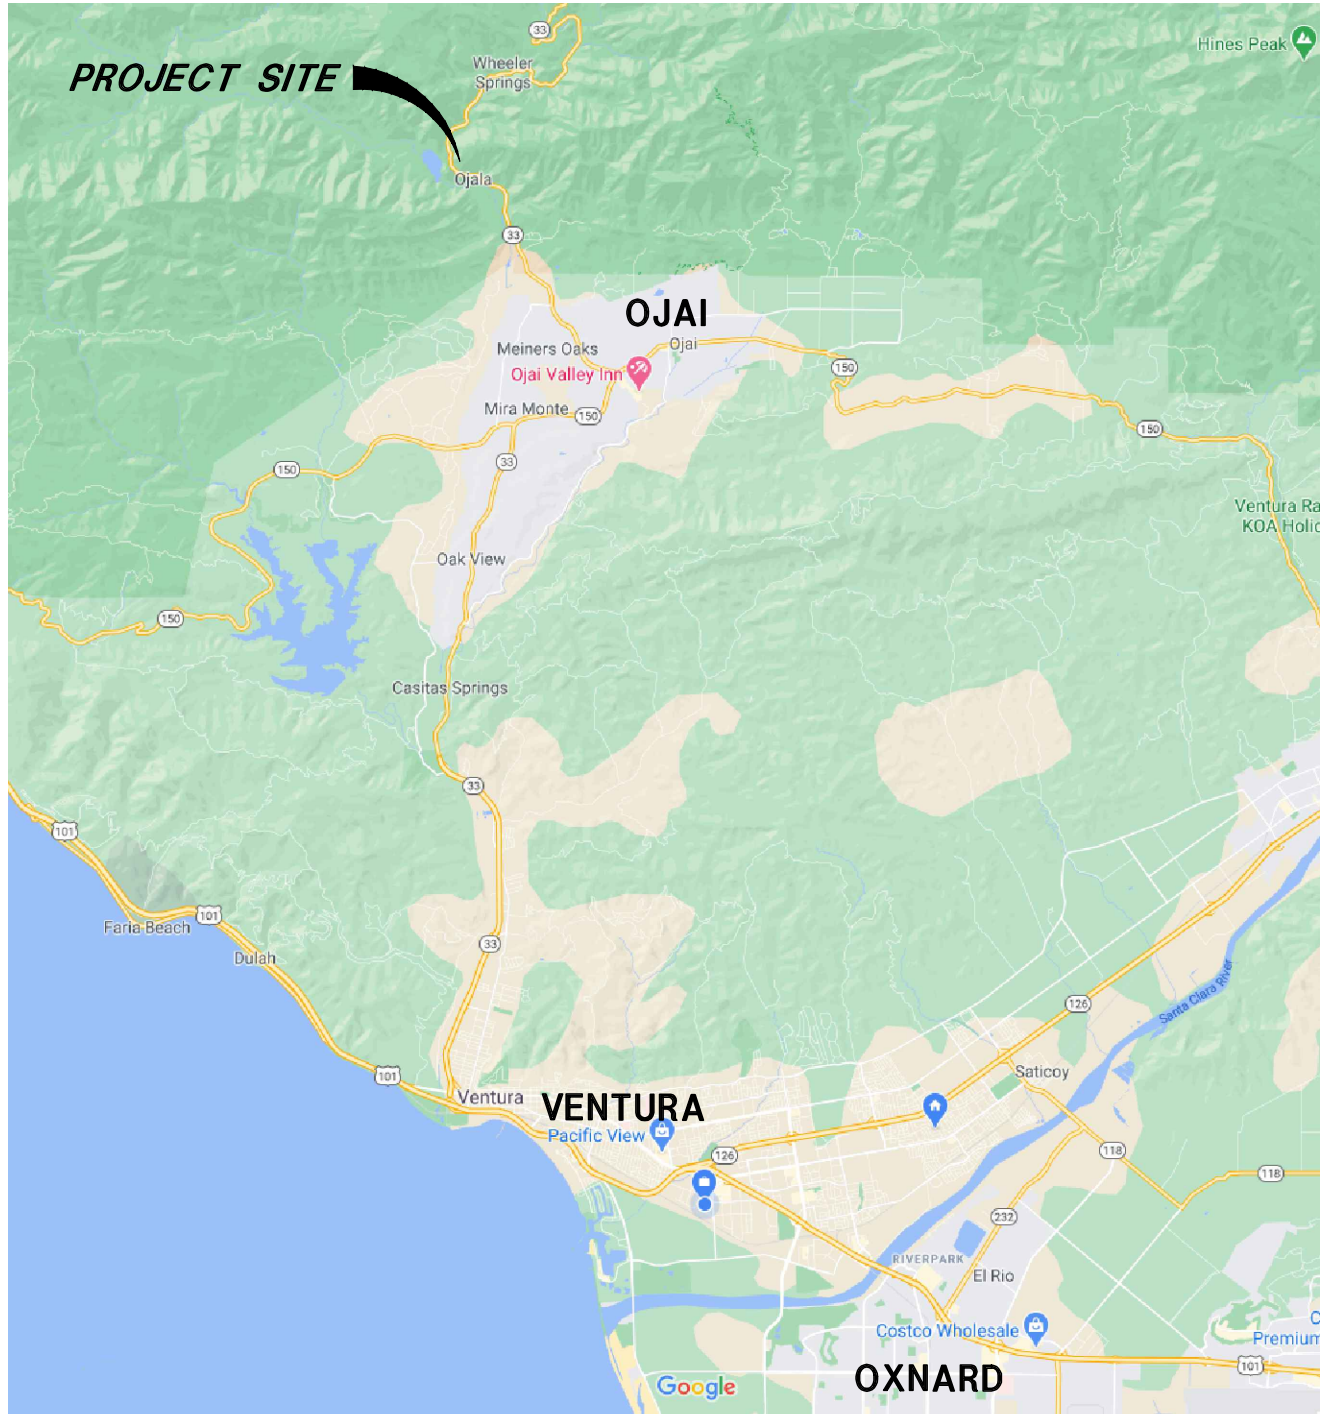 33
Wheeler
Springs
Hines Peak
PROJECT SITE
Ojala
33
OJAI
Meiners Oaks
Ojai
Ojai Valley Inn
150
Mira Monte
150
150
33
150
Ventura Ra
KOA Holid
Oak View
150
Casitas Springs
33
101
101
Faria Beach
33
Dulah
Santa Clara River
126
101
Saticoy
Ventura
VENTURA
Pacific View
126
118
118
232
RIVERPARK
El Rio
C
Costco Wholesale
Premium
101
OXNARD
Google